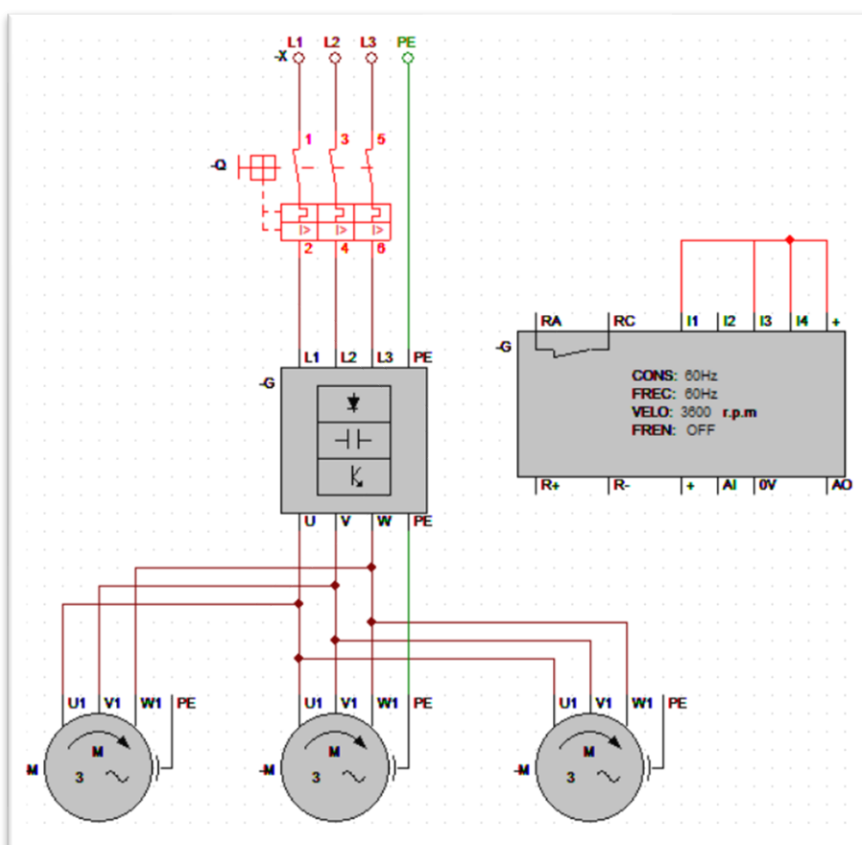 L1 L2 L3 PE
-X
1 3 5
-Q
I> I> I>
2 4 6
RA RC I1 I2 I3 I4 +
-G
CONS: 60Hz
FREC: 60Hz
VELO: 3600 r.p.m
FREN: OFF
R+ R- + AI 0V AO
L1 L2 L3 PE
-G
U V W PE
U1 V1 W1 PE U1 V1 W1 PE U1 V1 W1 PE
M M M
M 3 -M 3 -M 3